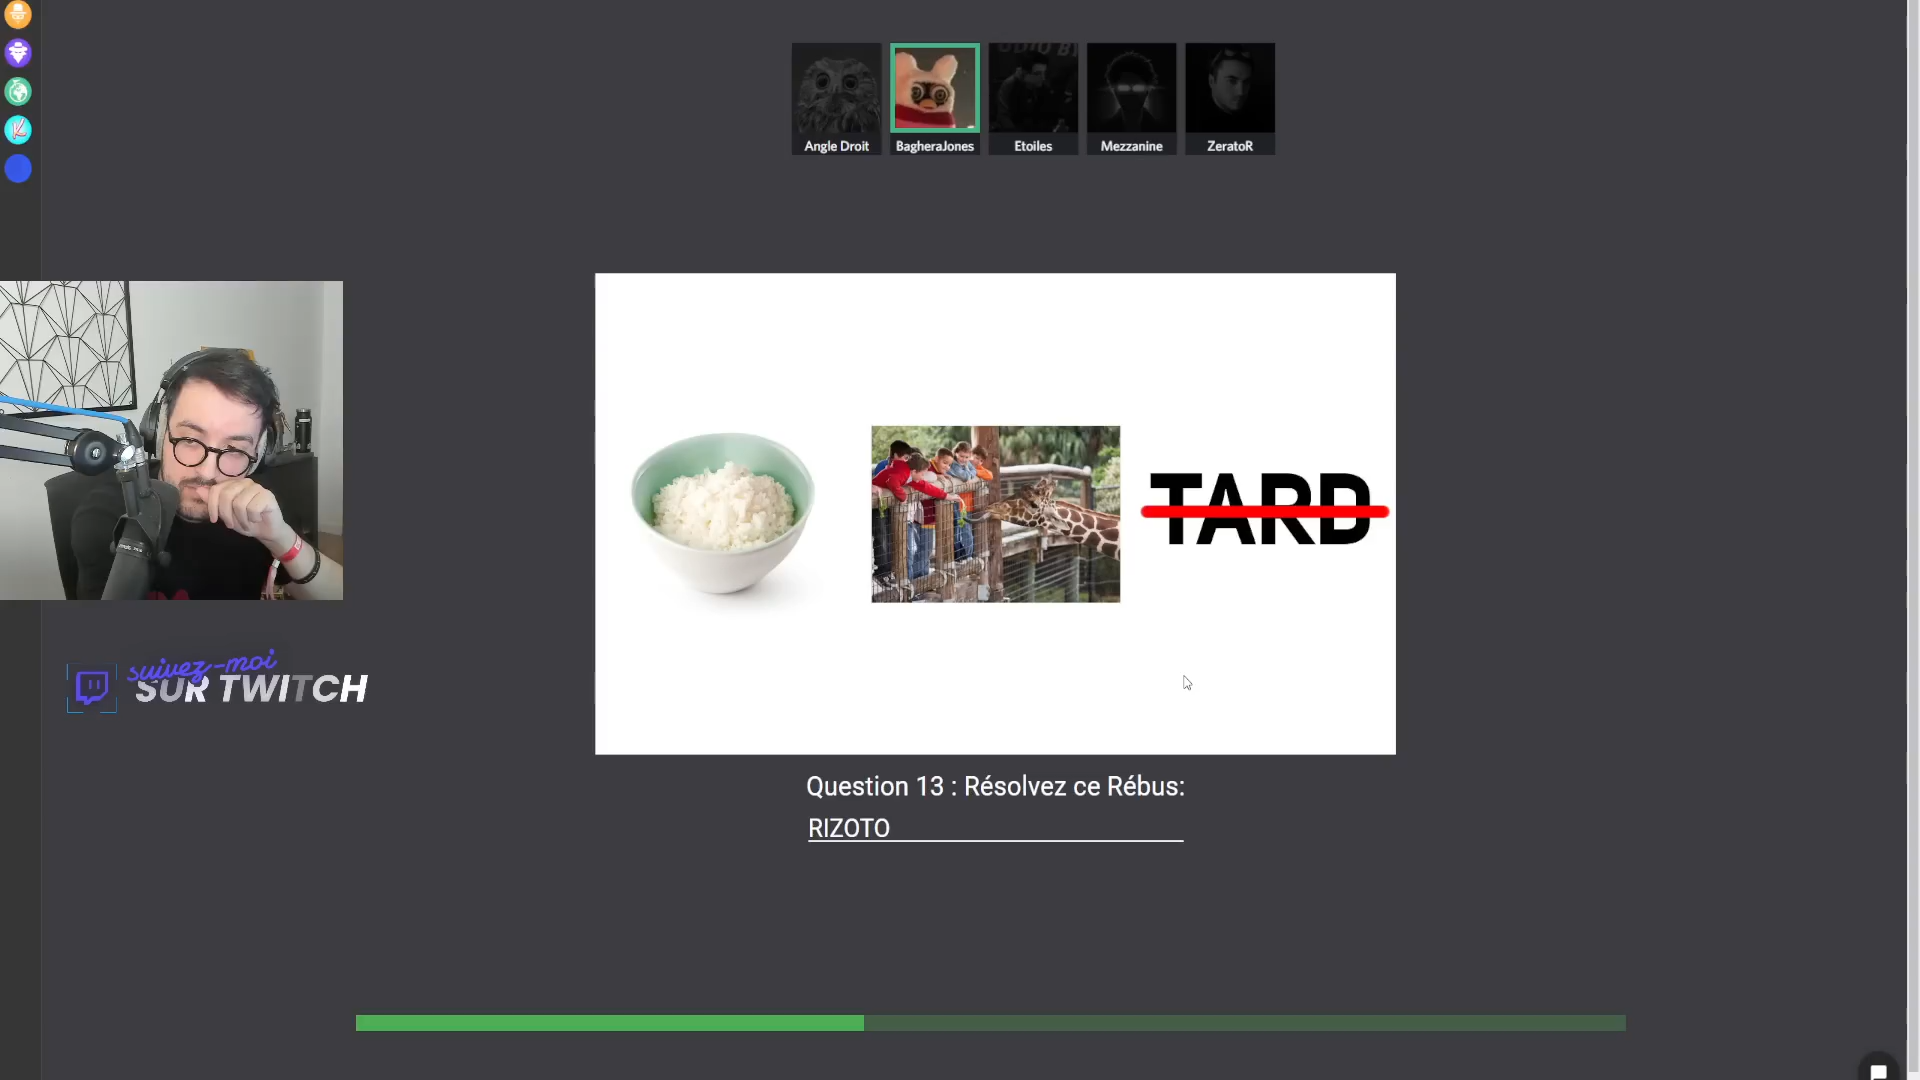 Angle Droit
BagheraJones
Etoiles
Mezzanine
ZeratoR
TARD
suivez-moi
SUR TWITCH
Question 13 : Résolvez ce Rébus:
RIZOTO